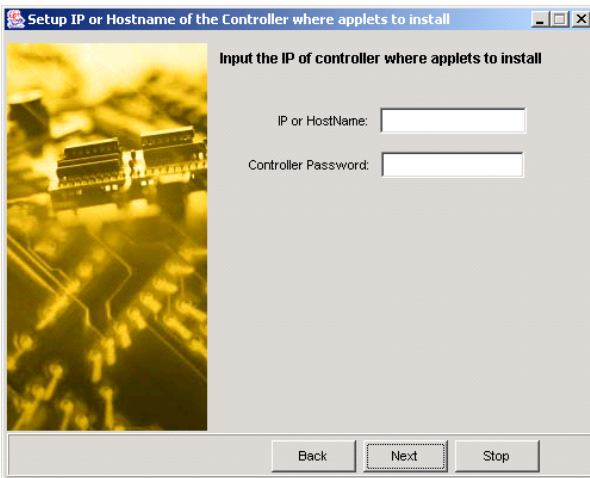 Setup IP or Hostname of the Controller where applets to install
Input the IP of controller where applets to install
IP or HostName:
Controller Password:
Back Next Stop